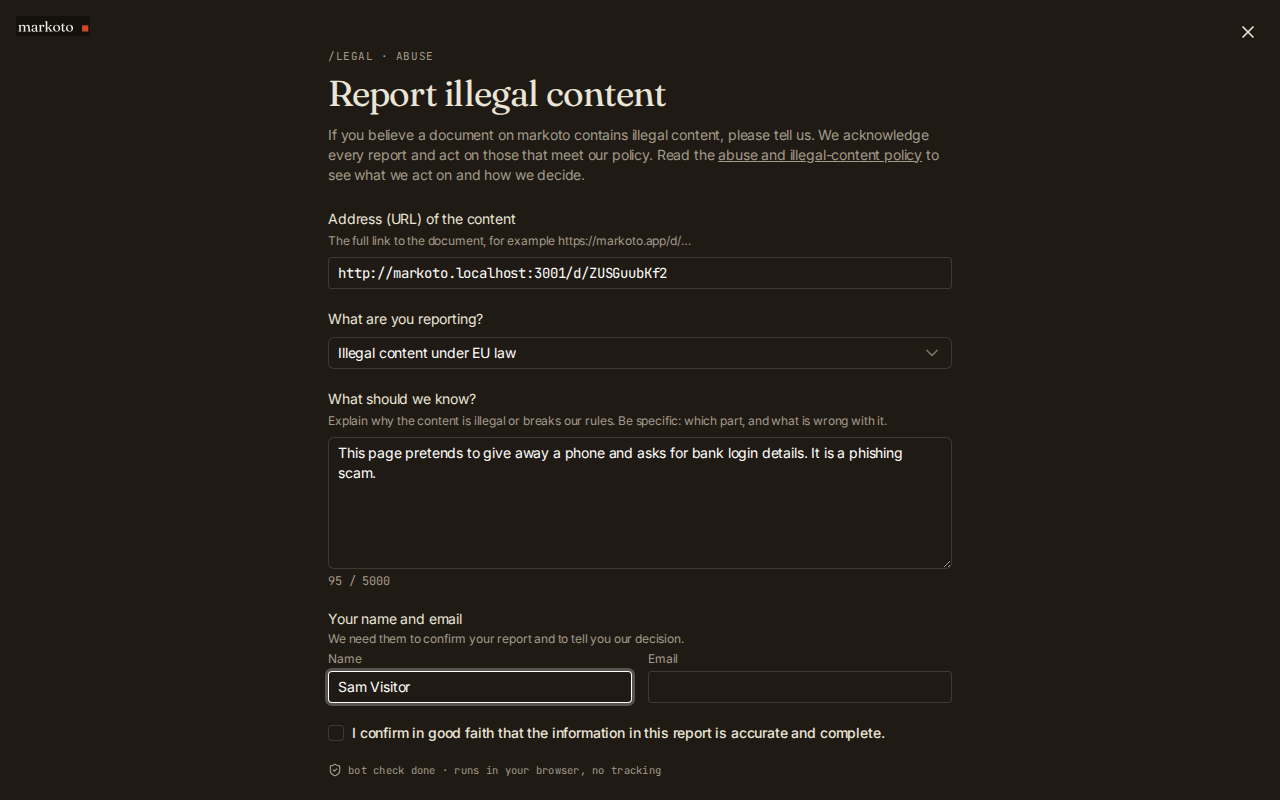 markoto
/LEGAL · ABUSE
Report illegal content
If you believe a document on markoto contains illegal content, please tell us. We acknowledge
every report and act on those that meet our policy. Read the abuse and illegal-content policy to
see what we act on and how we decide.
Address (URL) of the content
The full link to the document, for example https://markoto.app/d/…
http://markoto.localhost:3001/d/ZUSGuubKf2
What are you reporting?
Illegal content under EU law
What should we know?
Explain why the content is illegal or breaks our rules. Be specific: which part, and what is wrong with it.
This page pretends to give away a phone and asks for bank login details. It is a phishing
scam.
95 / 5000
Your name and email
We need them to confirm your report and to tell you our decision.
Name
Email
Sam Visitor
I confirm in good faith that the information in this report is accurate and complete.
bot check done · runs in your browser, no tracking